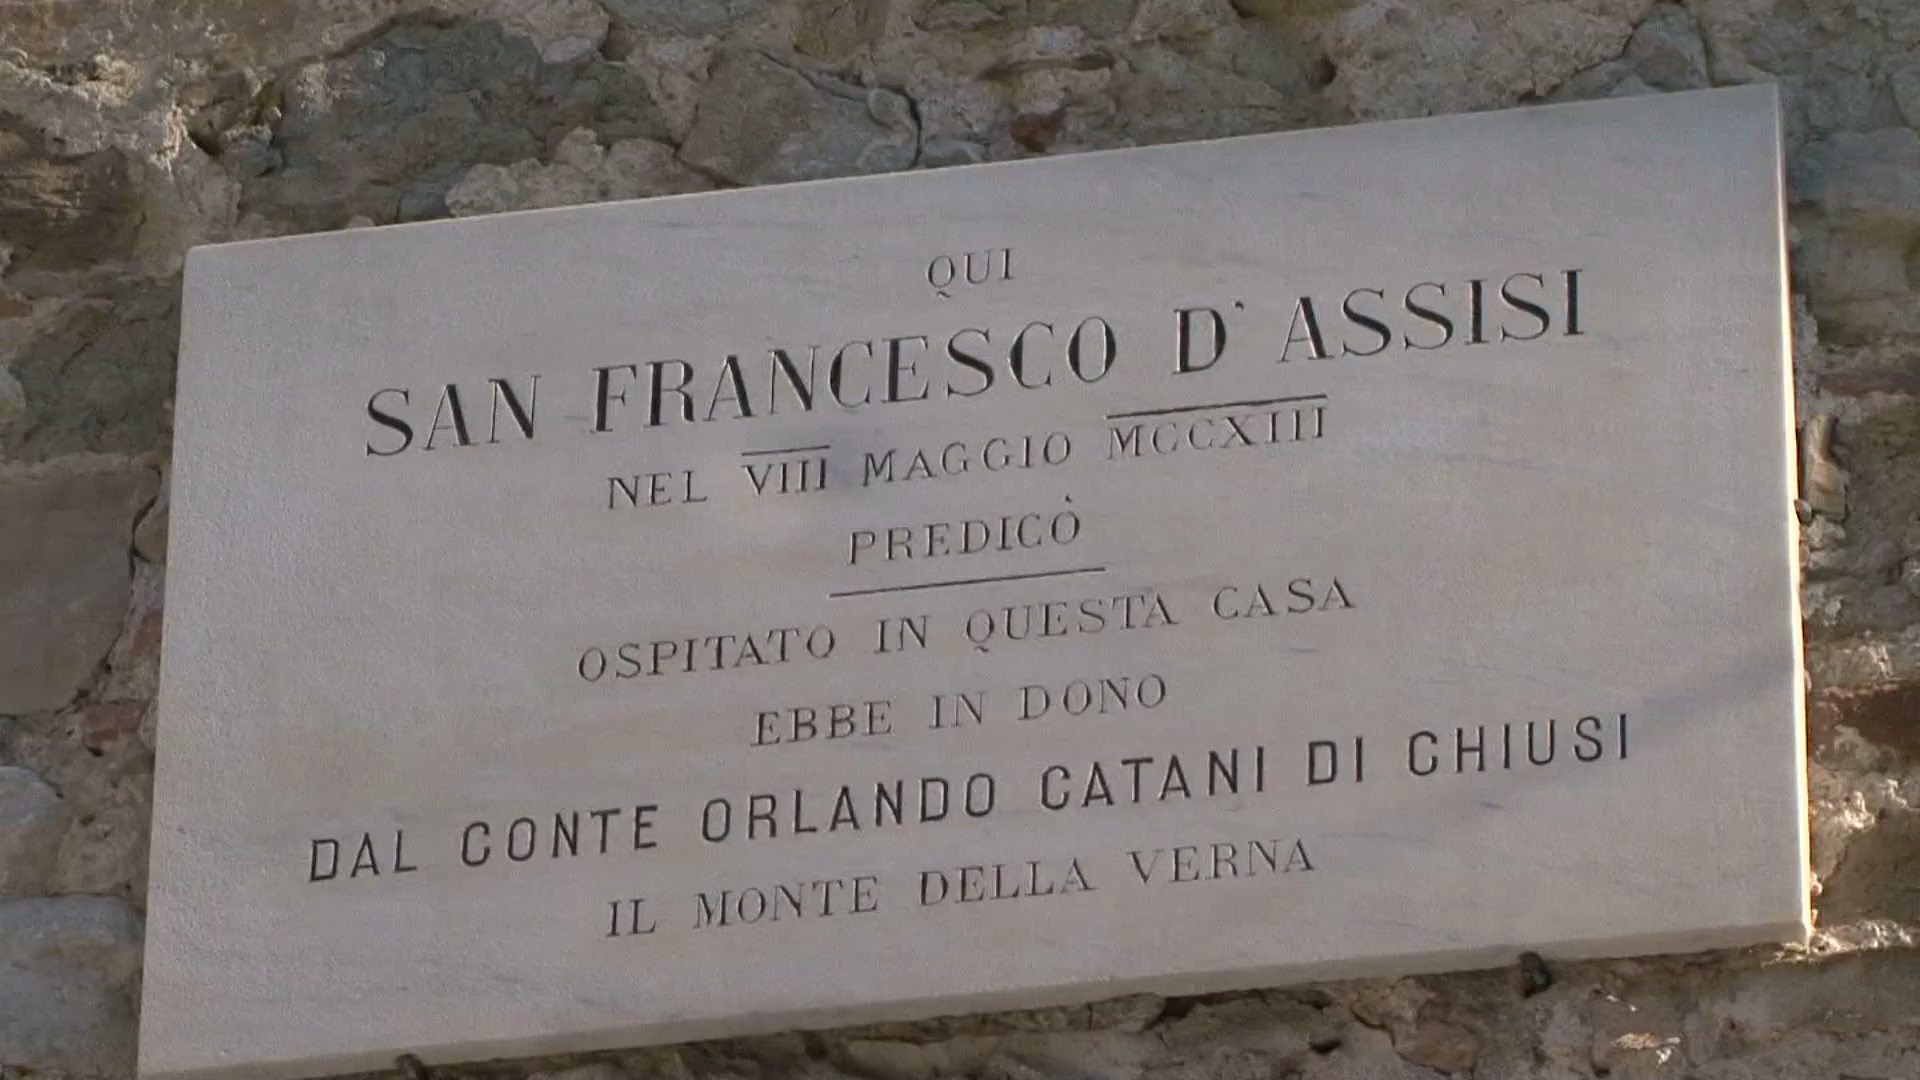 QUI
SAN FRANCESCO D'ASSISI
NEL VIII MAGGIO MCCXIII
PREDICÒ
OSPITATO IN QUESTA CASA
EBBE IN DONO
DAL CONTE ORLANDO CATANI DI CHIUSI
IL MONTE DELLA VERNA